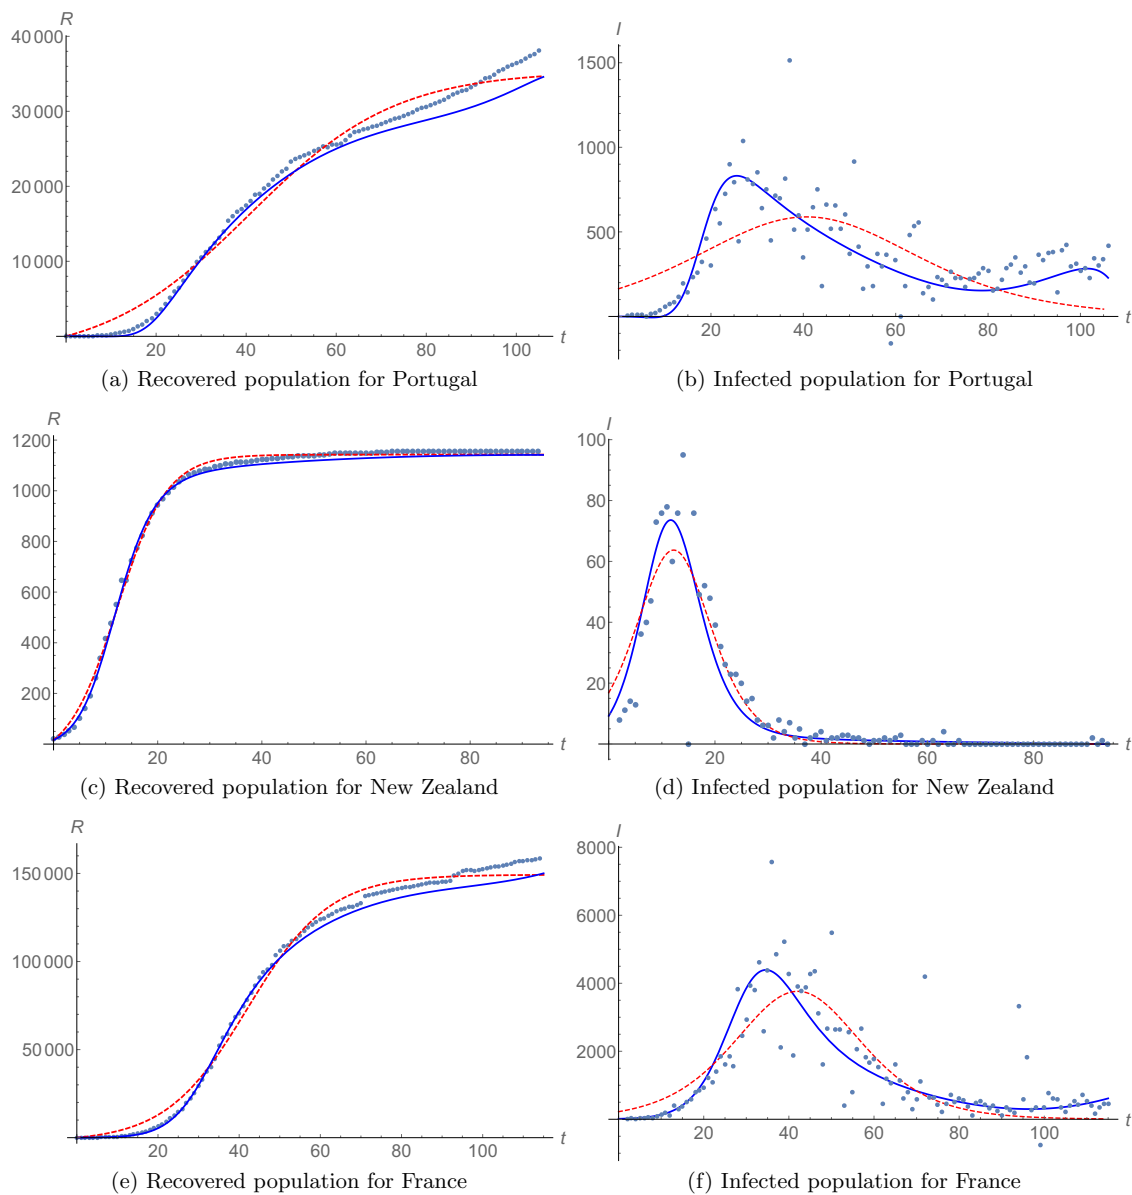 R
40 000
30 000
20 000
10 000
20 40 60 80 100 t
(a) Recovered population for Portugal
I
1500
1000
500
20 40 60 80 100
(b) Infected population for Portugal
R
1200
1000
800
600
400
200
20 40 60 80 t
(c) Recovered population for New Zealand
I
100
80
60
40
20
20 40 60 80 t
(d) Infected population for New Zealand
R
150 000
100 000
50 000
20 40 60 80 100 t
(e) Recovered population for France
I
8000
6000
4000
2000
20 40 60 80 100 t
(f) Infected population for France